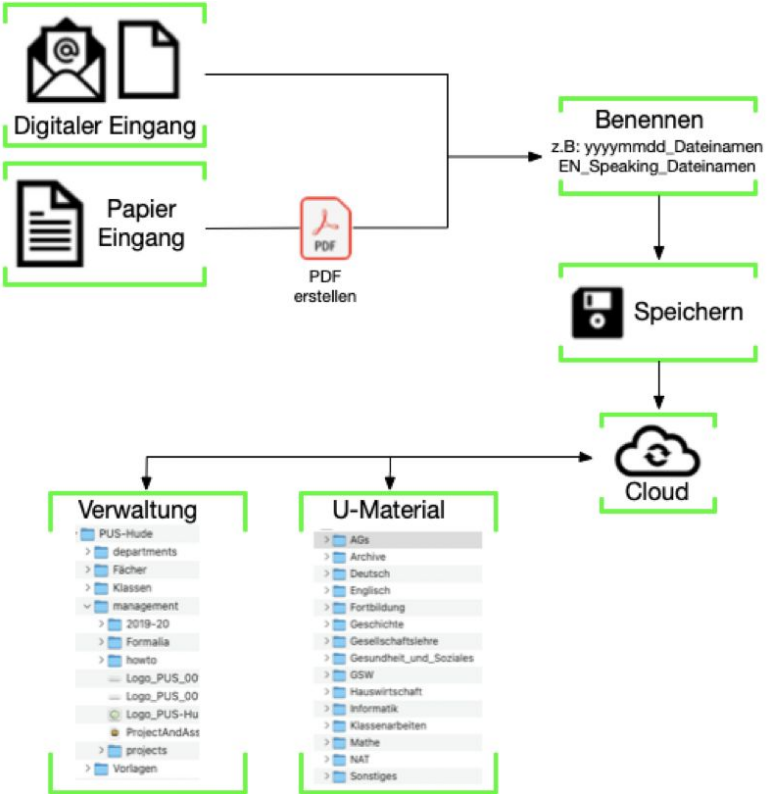 @
Digitaler Eingang
Papier
Eingang
PDF
PDF
erstellen
Benennen
z.B: yyyymmdd_Dateinamen
EN_Speaking_Dateinamen
Speichern
Cloud
Verwaltung
PUS-Hude
departments
Fächer
Klassen
management
2019-20
Formalia
howto
Logo_PUS_00
Logo_PUS_00
Logo_PUS-Hu
ProjectAndAss
projects
Vorlagen
U-Material
AGs
Archive
Deutsch
Englisch
Fortbildung
Geschichte
Gesellschaftslehre
Gesundheit_und_Soziales
GSW
Hauswirtschaft
Informatik
Klassenarbeiten
Mathe
NAT
Sonstiges